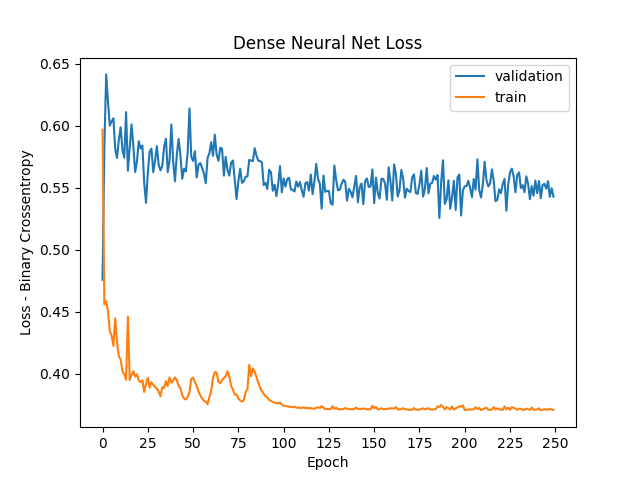 Dense Neural Net Loss
validation
train
Loss - Binary Crossentropy
0.65
0.60
0.55
0.50
0.45
0.40
0 25 50 75 100 125 150 175 200 225 250
Epoch